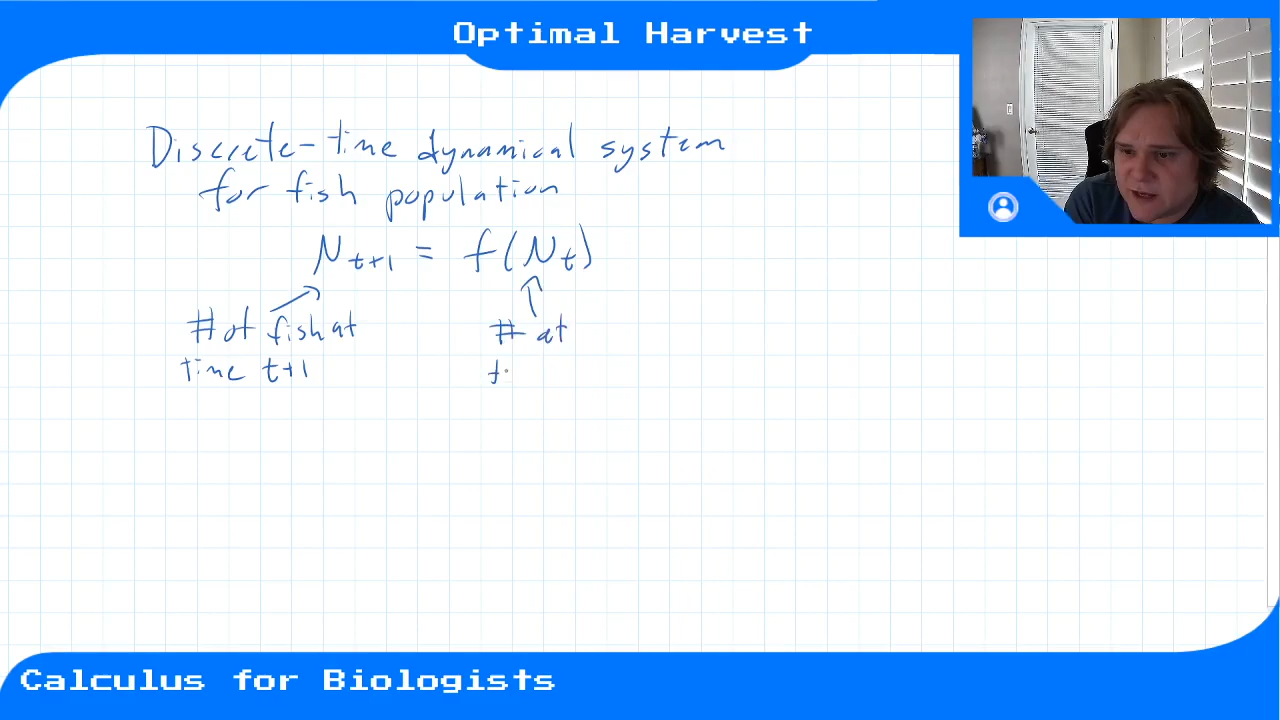 Optimal Harvest
Discrete-time dynamical system
for fish population
N_{t+1} = f(N_t)
# of fish at
time t+1
# at
Calculus for Biologists